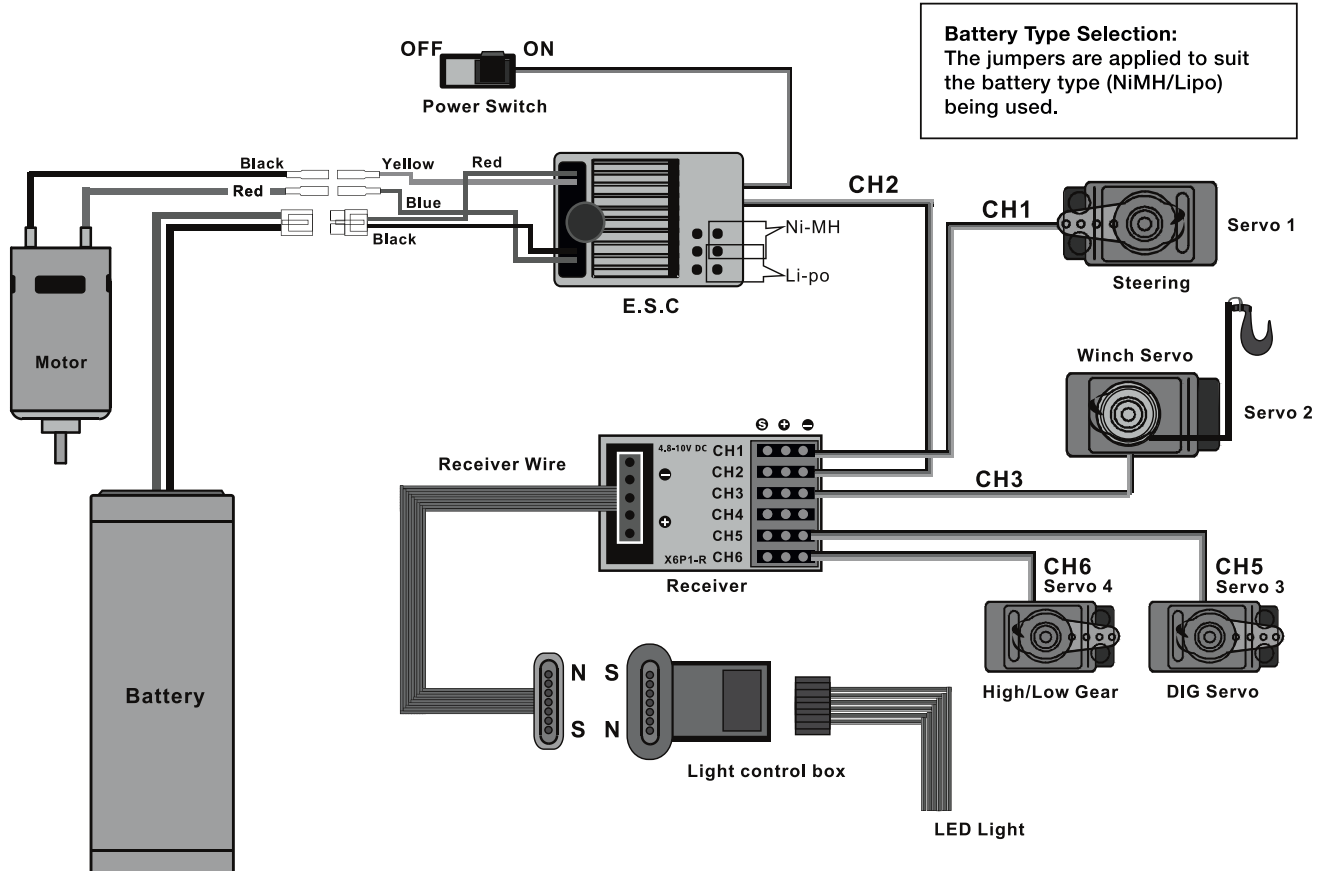 Battery Type Selection:
The jumpers are applied to suit
the battery type (NiMH/Lipo)
being used.
OFF ON
Power Switch
Black
Yellow
Red
Red
Blue
Black
CH2
Ni-MH
Li-po
E.S.C
CH1
Servo 1
Steering
Motor
Winch Servo
Servo 2
S + −
4.8-10V DC CH1
CH2
CH3
CH4
CH5
X6P1-R CH6
−
+
Receiver Wire
Receiver
CH3
CH6
Servo 4
CH5
Servo 3
High/Low Gear
DIG Servo
Battery
N S
S N
Light control box
LED Light